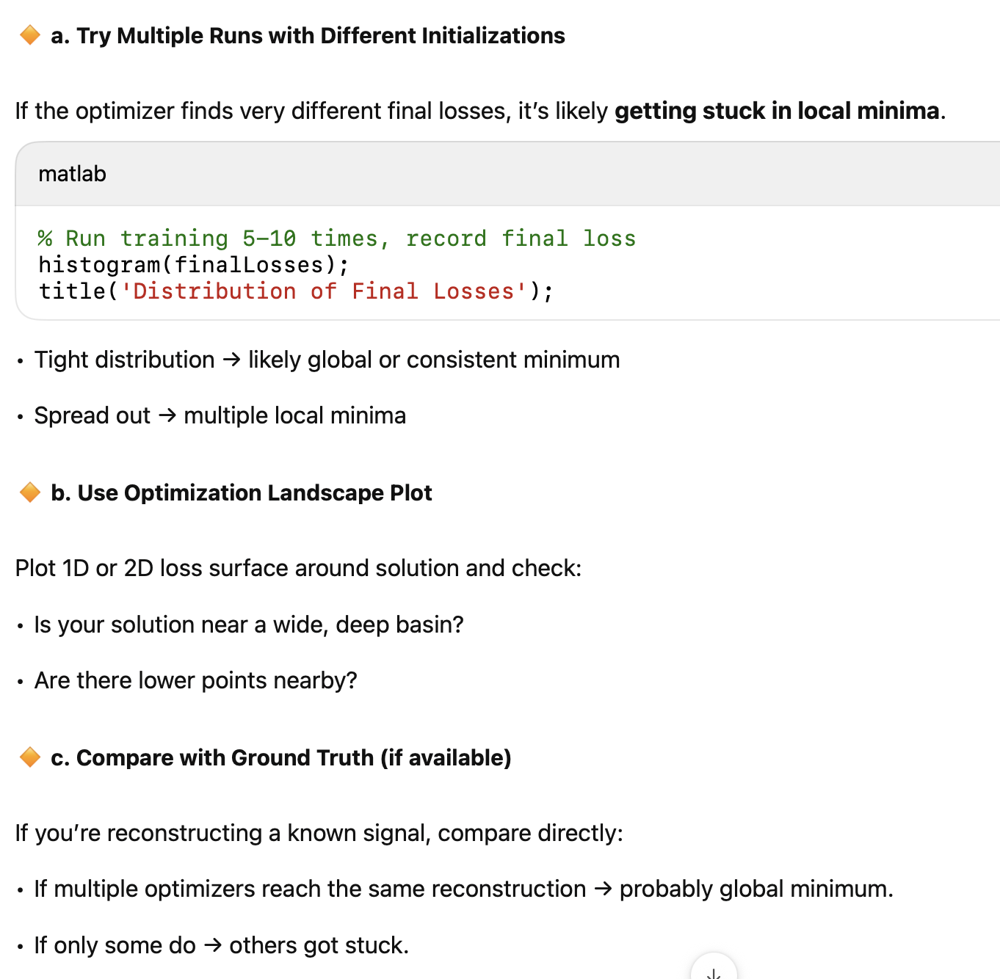 🔶 a. Try Multiple Runs with Different Initializations
If the optimizer finds very different final losses, it’s likely getting stuck in local minima.
matlab
% Run training 5–10 times, record final loss
histogram(finalLosses);
title('Distribution of Final Losses');
• Tight distribution → likely global or consistent minimum
• Spread out → multiple local minima
🔶 b. Use Optimization Landscape Plot
Plot 1D or 2D loss surface around solution and check:
• Is your solution near a wide, deep basin?
• Are there lower points nearby?
🔶 c. Compare with Ground Truth (if available)
If you’re reconstructing a known signal, compare directly:
• If multiple optimizers reach the same reconstruction → probably global minimum.
• If only some do → others got stuck.